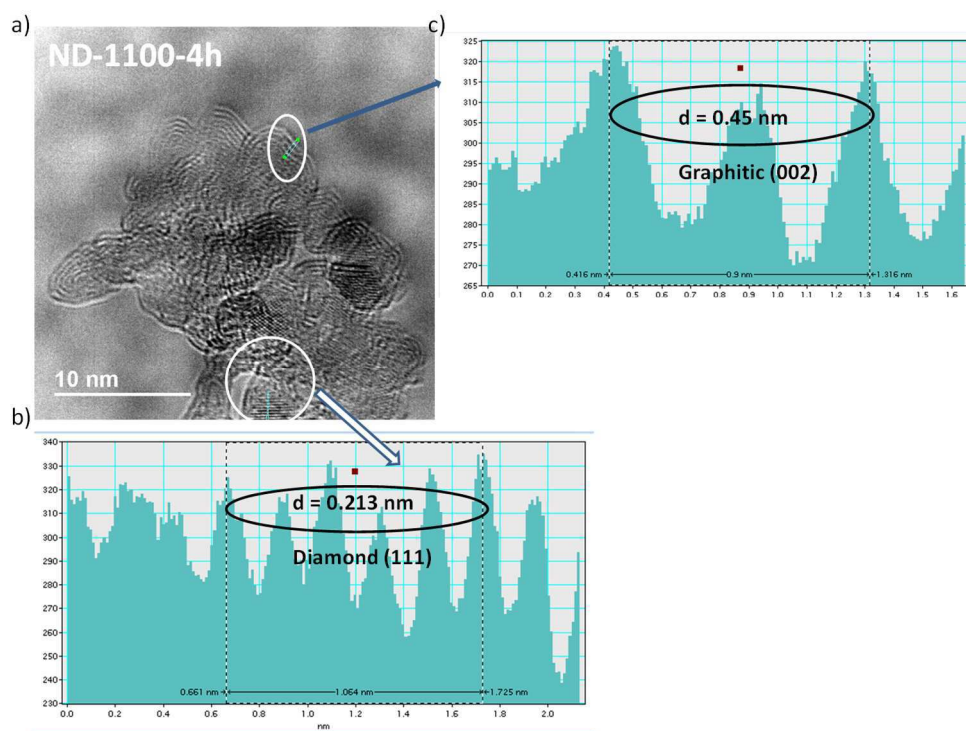 a)
ND-1100-4h
10 nm
c)
325
320
315
310
305
300
295
290
285
280
275
270
265
d = 0.45 nm
Graphitic (002)
0.416 nm
0.9 nm
1.316 nm
0.0 0.1 0.2 0.3 0.4 0.5 0.6 0.7 0.8 0.9 1.0 1.1 1.2 1.3 1.4 1.5 1.6
b)
340
330
320
310
300
290
280
270
260
250
240
230
d = 0.213 nm
Diamond (111)
0.661 nm
1.064 nm
1.725 nm
0.0 0.2 0.4 0.6 0.8 1.0 1.2 1.4 1.6 1.8 2.0
nm